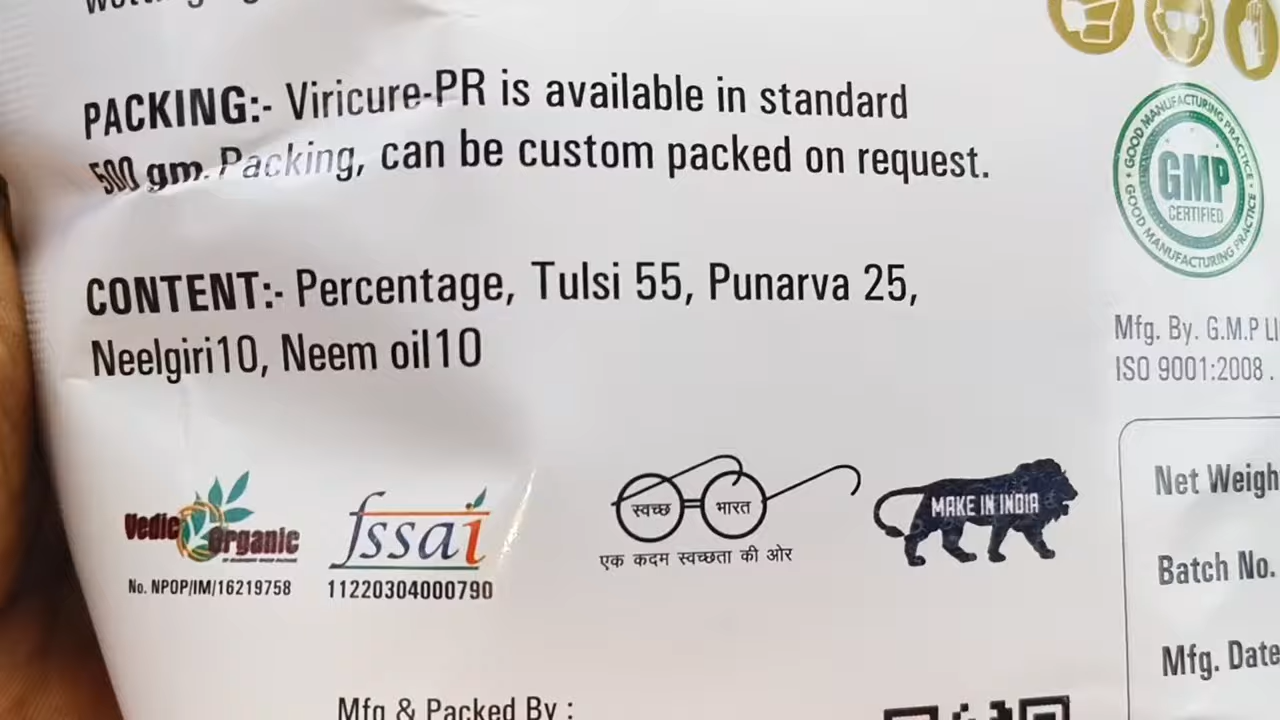 PACKING:- Viricure-PR is available in standard
500 gm. Packing, can be custom packed on request.
CONTENT:- Percentage, Tulsi 55, Punarva 25,
Neelgiri10, Neem oil10
GOOD MANUFACTURING PRACTICE
GMP
CERTIFIED
GOOD MANUFACTURING PRACTICE
Mfg. By. G.M.P LI
ISO 9001:2008 .
Vedic Organic
No. NPOP/IM/16219758
fssai
11220304000790
स्वच्छ भारत
एक कदम स्वच्छता की ओर
MAKE IN INDIA
Net Weigh
Batch No.
Mfg. Date
Mfg & Packed By :